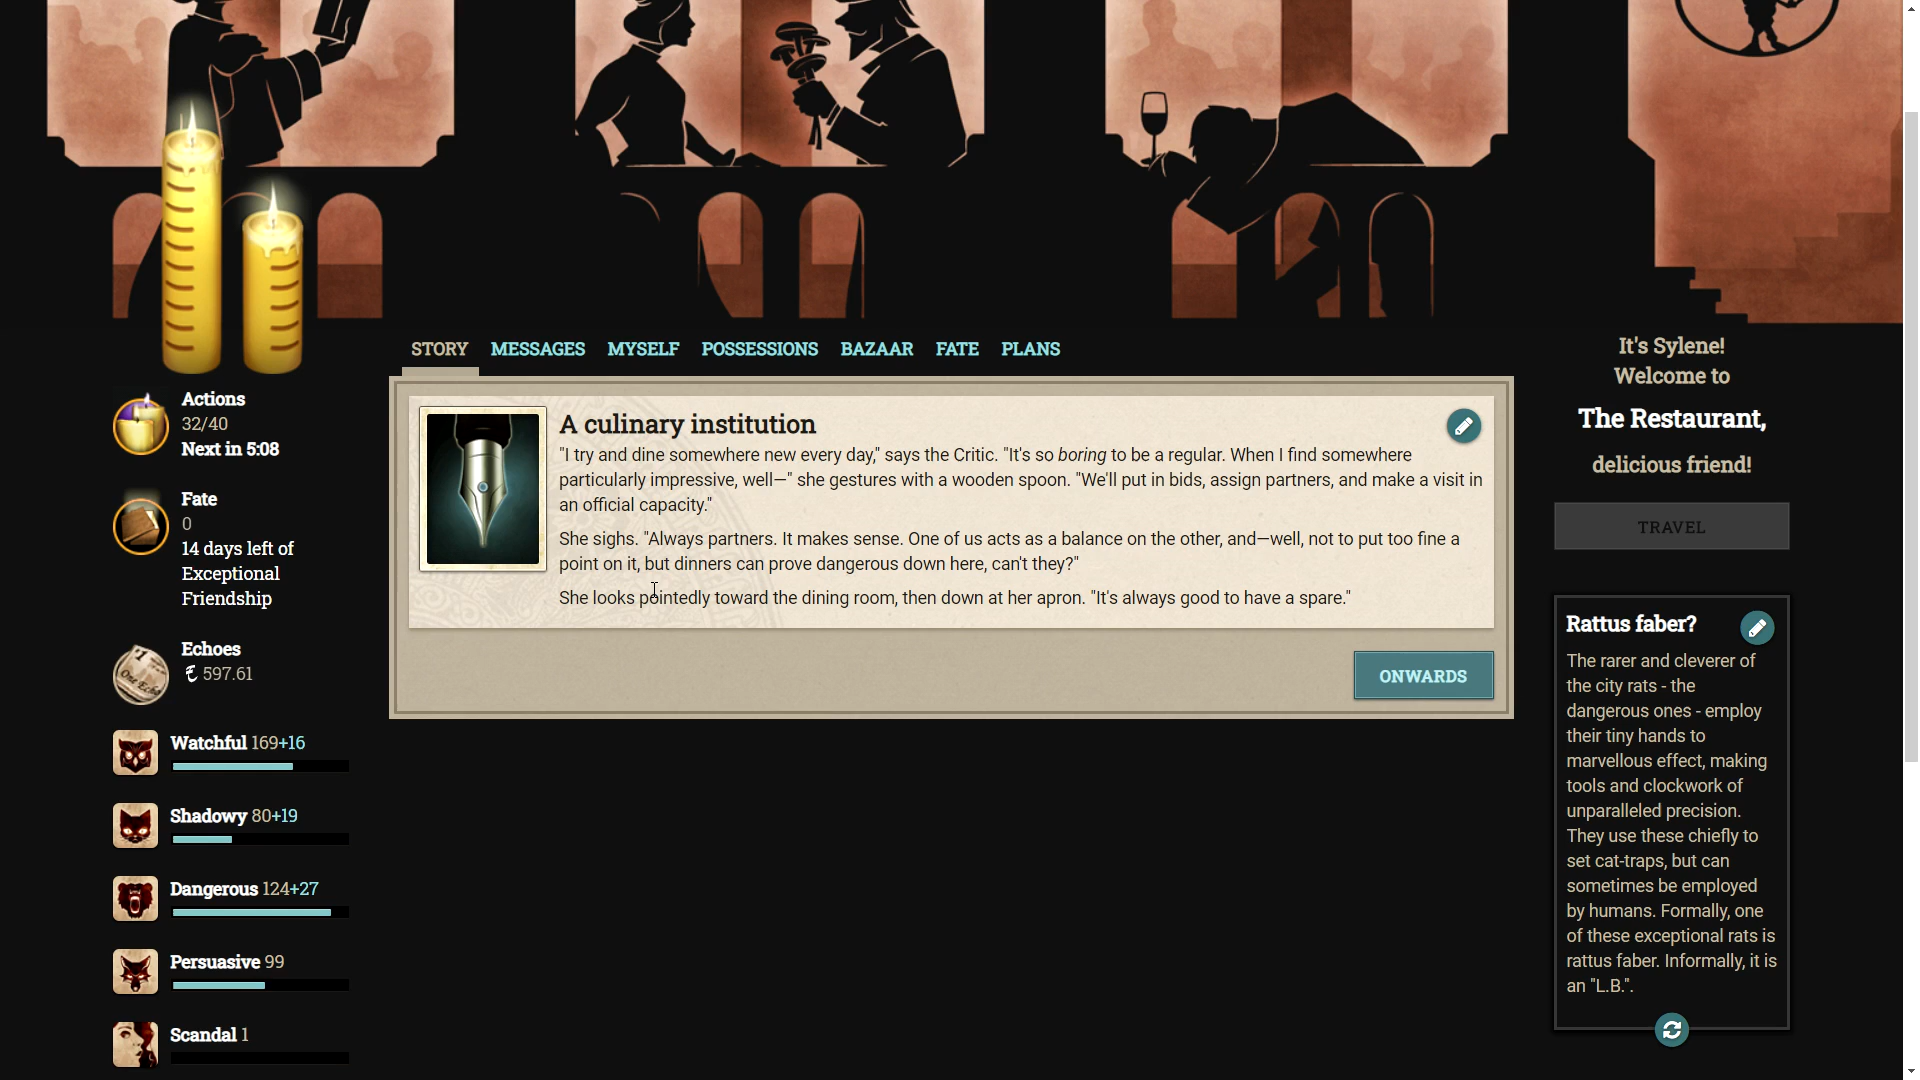 STORY MESSAGES MYSELF POSSESSIONS BAZAAR FATE PLANS
Actions
32/40
Next in 5:08
Fate
0
14 days left of
Exceptional
Friendship
Echoes
597.61
Watchful 169+16
Shadowy 80+19
Dangerous 124+27
Persuasive 99
Scandal 1
A culinary institution
"I try and dine somewhere new every day," says the Critic. "It's so boring to be a regular. When I find somewhere
particularly impressive, well—" she gestures with a wooden spoon. "We'll put in bids, assign partners, and make a visit in
an official capacity."
She sighs. "Always partners. It makes sense. One of us acts as a balance on the other, and—well, not to put too fine a
point on it, but dinners can prove dangerous down here, can't they?"
She looks pointedly toward the dining room, then down at her apron. "It's always good to have a spare."
ONWARDS
It's Sylene!
Welcome to
The Restaurant,
delicious friend!
TRAVEL
Rattus faber?
The rarer and cleverer of
the city rats - the
dangerous ones - employ
their tiny hands to
marvellous effect, making
tools and clockwork of
unparalleled precision.
They use these chiefly to
set cat-traps, but can
sometimes be employed
by humans. Formally, one
of these exceptional rats is
rattus faber. Informally, it is
an "L.B.".